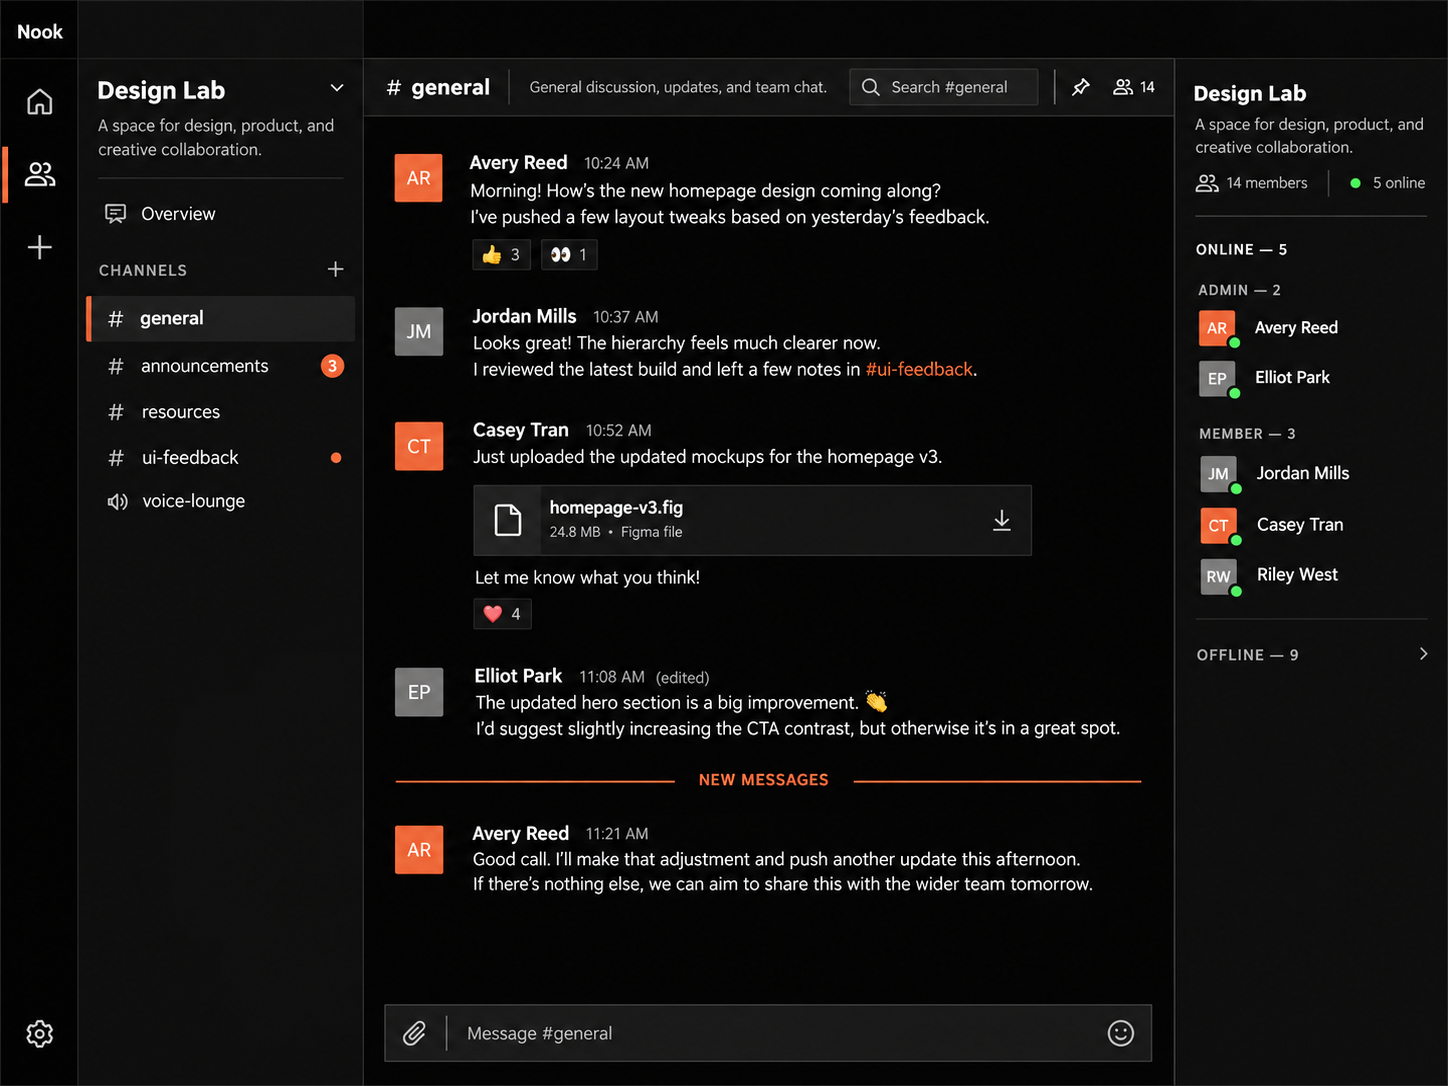 Nook
Design Lab
A space for design, product, and
creative collaboration.
Overview
CHANNELS
# general
# announcements 3
# resources
# ui-feedback
voice-lounge
# general
General discussion, updates, and team chat.
Search #general
14
AR
Avery Reed 10:24 AM
Morning! How’s the new homepage design coming along?
I’ve pushed a few layout tweaks based on yesterday’s feedback.
👍 3 👀 1
JM
Jordan Mills 10:37 AM
Looks great! The hierarchy feels much clearer now.
I reviewed the latest build and left a few notes in #ui-feedback.
CT
Casey Tran 10:52 AM
Just uploaded the updated mockups for the homepage v3.
homepage-v3.fig
24.8 MB • Figma file
Let me know what you think!
❤️ 4
EP
Elliot Park 11:08 AM (edited)
The updated hero section is a big improvement. 👏
I’d suggest slightly increasing the CTA contrast, but otherwise it’s in a great spot.
NEW MESSAGES
AR
Avery Reed 11:21 AM
Good call. I’ll make that adjustment and push another update this afternoon.
If there’s nothing else, we can aim to share this with the wider team tomorrow.
Message #general
Design Lab
A space for design, product, and
creative collaboration.
14 members 5 online
ONLINE — 5
ADMIN — 2
AR Avery Reed
EP Elliot Park
MEMBER — 3
JM Jordan Mills
CT Casey Tran
RW Riley West
OFFLINE — 9